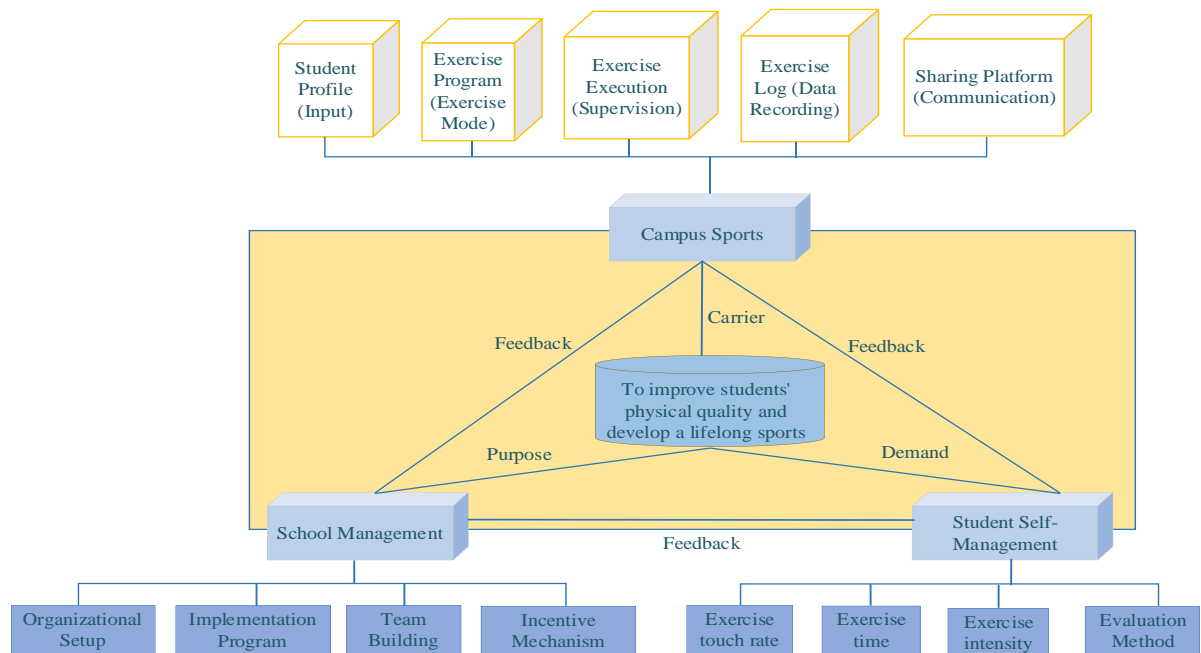 Student
Profile
(Input)
Exercise
Program
(Exercise
Mode)
Exercise
Execution
(Supervision)
Exercise
Log (Data
Recording)
Sharing Platform
(Communication)
Campus Sports
Carrier
Feedback
Feedback
To improve students'
physical quality and
develop a lifelong sports
Purpose
Demand
School Management
Feedback
Student Self-
Management
Organizational
Setup
Implementation
Program
Team
Building
Incentive
Mechanism
Exercise
touch rate
Exercise
time
Exercise
intensity
Evaluation
Method